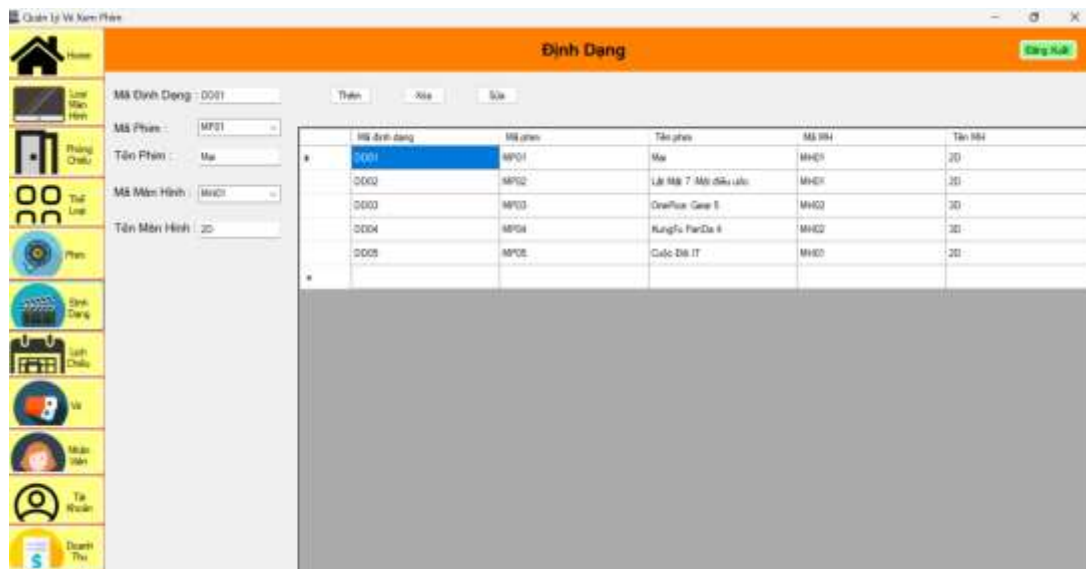 Quản Lý Vé Xem Phim
Định Dạng
Đăng Xuất
Home
Loại
Màn
Hình
Phòng
Chiếu
Thể
Loại
Phim
Định
Dạng
Lịch
Chiếu
Vé
Nhân
Viên
Tài
Khoản
Doanh
Thu
Mã Định Dạng : DD01
Mã Phim : MP01
Tên Phim : Mai
Mã Màn Hình : MH01
Tên Màn Hình : 2D
Thêm Xóa Sửa
Mã định dạng Mã phim Tên phim Mã MH Tên MH
DD01 MP01 Mai MH01 2D
DD02 MP02 Lật Mặt 7 :Một điều ước MH01 2D
DD03 MP03 OnePice Gear 5 MH02 3D
DD04 MP04 KungFu PanDa 4 MH02 3D
DD05 MP05 Cuộc Đời IT MH01 2D